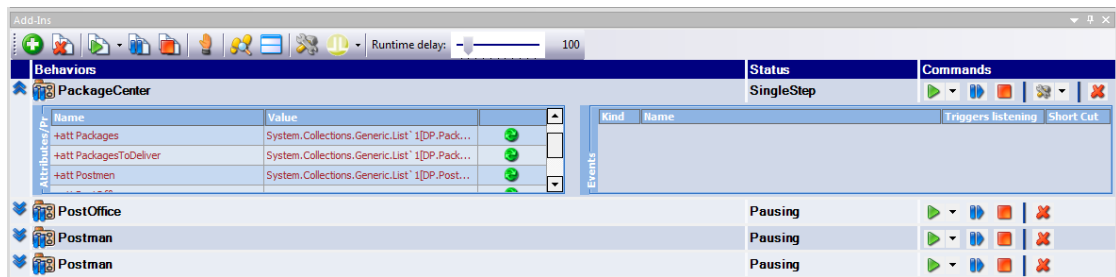 Add-Ins
Runtime delay: 100
Behaviors Status Commands
PackageCenter SingleStep
Attributes/Pr
Name Value
+att Packages System.Collections.Generic.List`1[DP.Pack...
+att PackagesToDeliver System.Collections.Generic.List`1[DP.Pack...
+att Postmen System.Collections.Generic.List`1[DP.Post...
Events
Kind Name Triggers listening Short Cut
PostOffice Pausing
Postman Pausing
Postman Pausing